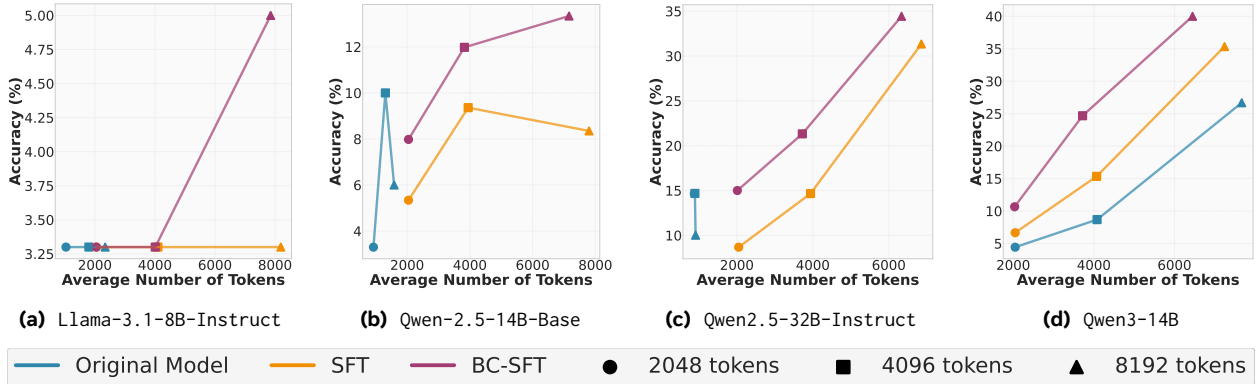 Accuracy (%)
5.00
4.75
4.50
4.25
4.00
3.75
3.50
3.25
2000 4000 6000 8000
Average Number of Tokens
(a) Llama-3.1-8B-Instruct
Accuracy (%)
12
10
8
6
4
2000 4000 6000 8000
Average Number of Tokens
(b) Qwen-2.5-14B-Base
Accuracy (%)
35
30
25
20
15
10
2000 4000 6000
Average Number of Tokens
(c) Qwen2.5-32B-Instruct
Accuracy (%)
40
35
30
25
20
15
10
5
2000 4000 6000
Average Number of Tokens
(d) Qwen3-14B
Original Model SFT BC-SFT 2048 tokens 4096 tokens 8192 tokens